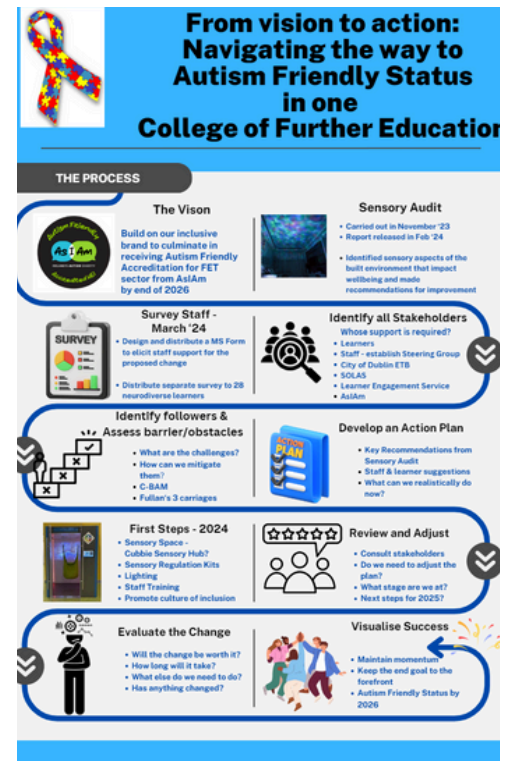 From vision to action:
Navigating the way to
Autism Friendly Status
in one
College of Further Education
THE PROCESS
The Vison
Autism Friendly
AsIAm
Accredited
Build on our inclusive
brand to culminate in
receiving Autism Friendly
Accreditation for FET
sector from AsIAm
by end of 2026
Sensory Audit
• Carried out in November '23
• Report released in Feb '24
• Identified sensory aspects of the
built environment that impact
wellbeing and made
recommendations for improvement
Survey Staff -
March '24
SURVEY
• Design and distribute a MS Form
to elicit staff support for the
proposed change
• Distribute separate survey to 28
neurodiverse learners
Identify all Stakeholders
Whose support is required?
• Learners
• Staff - establish Steering Group
• City of Dublin ETB
• SOLAS
• Learner Engagement Service
• AsIAm
Identify followers &
Assess barrier/obstacles
• What are the challenges?
• How can we mitigate
them?
• C-BAM
• Fullan's 3 carriages
Develop an Action Plan
ACTION
PLAN
• Key Recommendations from
Sensory Audit
• Staff & learner suggestions
• What can we realistically do
now?
First Steps - 2024
• Sensory Space -
Cubbie Sensory Hub?
• Sensory Regulation Kits
• Lighting
• Staff Training
• Promote culture of inclusion
Review and Adjust
• Consult stakeholders
• Do we need to adjust the
plan?
• What stage are we at?
• Next steps for 2025?
Evaluate the Change
• Will the change be worth it?
• How long will it take?
• What else do we need to do?
• Has anything changed?
Visualise Success
• Maintain momentum
• Keep the end goal to the
forefront
• Autism Friendly Status by
2026